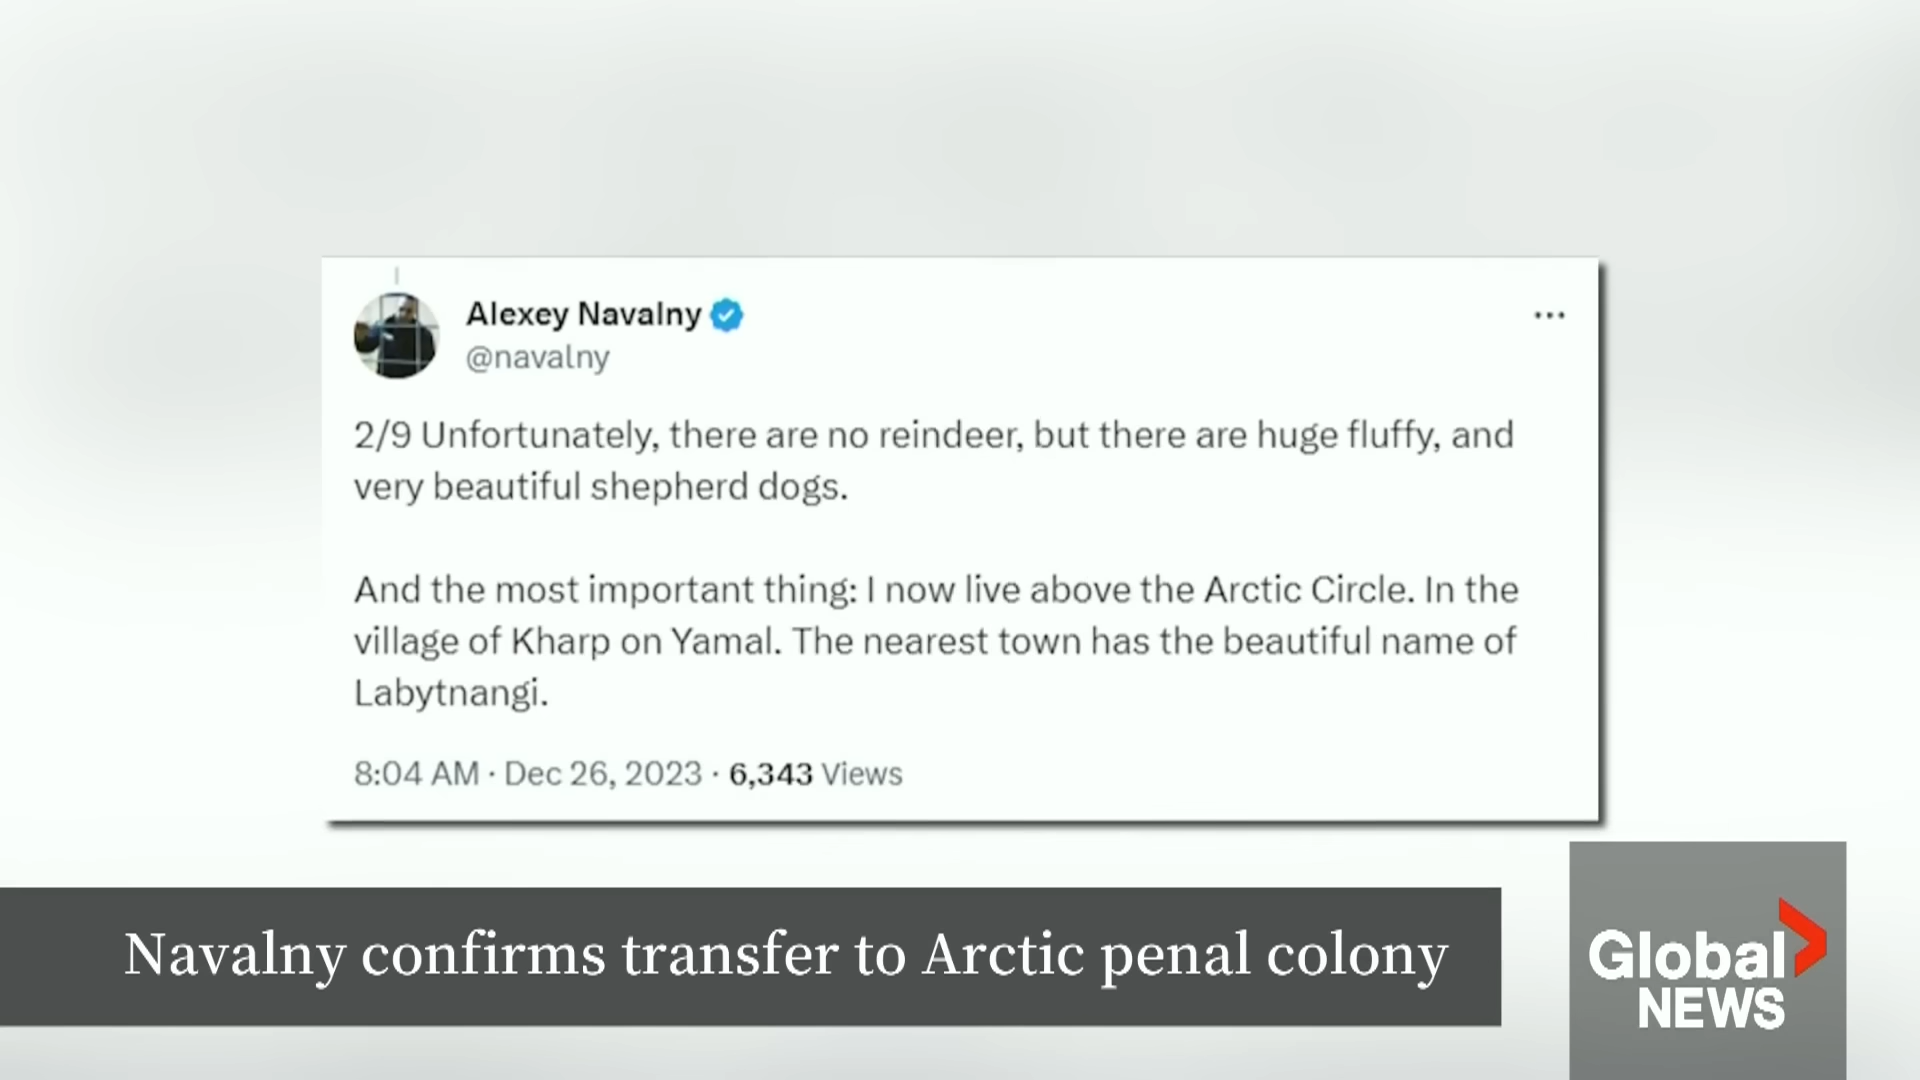 Alexey Navalny
@navalny
2/9 Unfortunately, there are no reindeer, but there are huge fluffy, and
very beautiful shepherd dogs.
And the most important thing: I now live above the Arctic Circle. In the
village of Kharp on Yamal. The nearest town has the beautiful name of
Labytnangi.
8:04 AM · Dec 26, 2023 · 6,343 Views
Navalny confirms transfer to Arctic penal colony
Global
NEWS